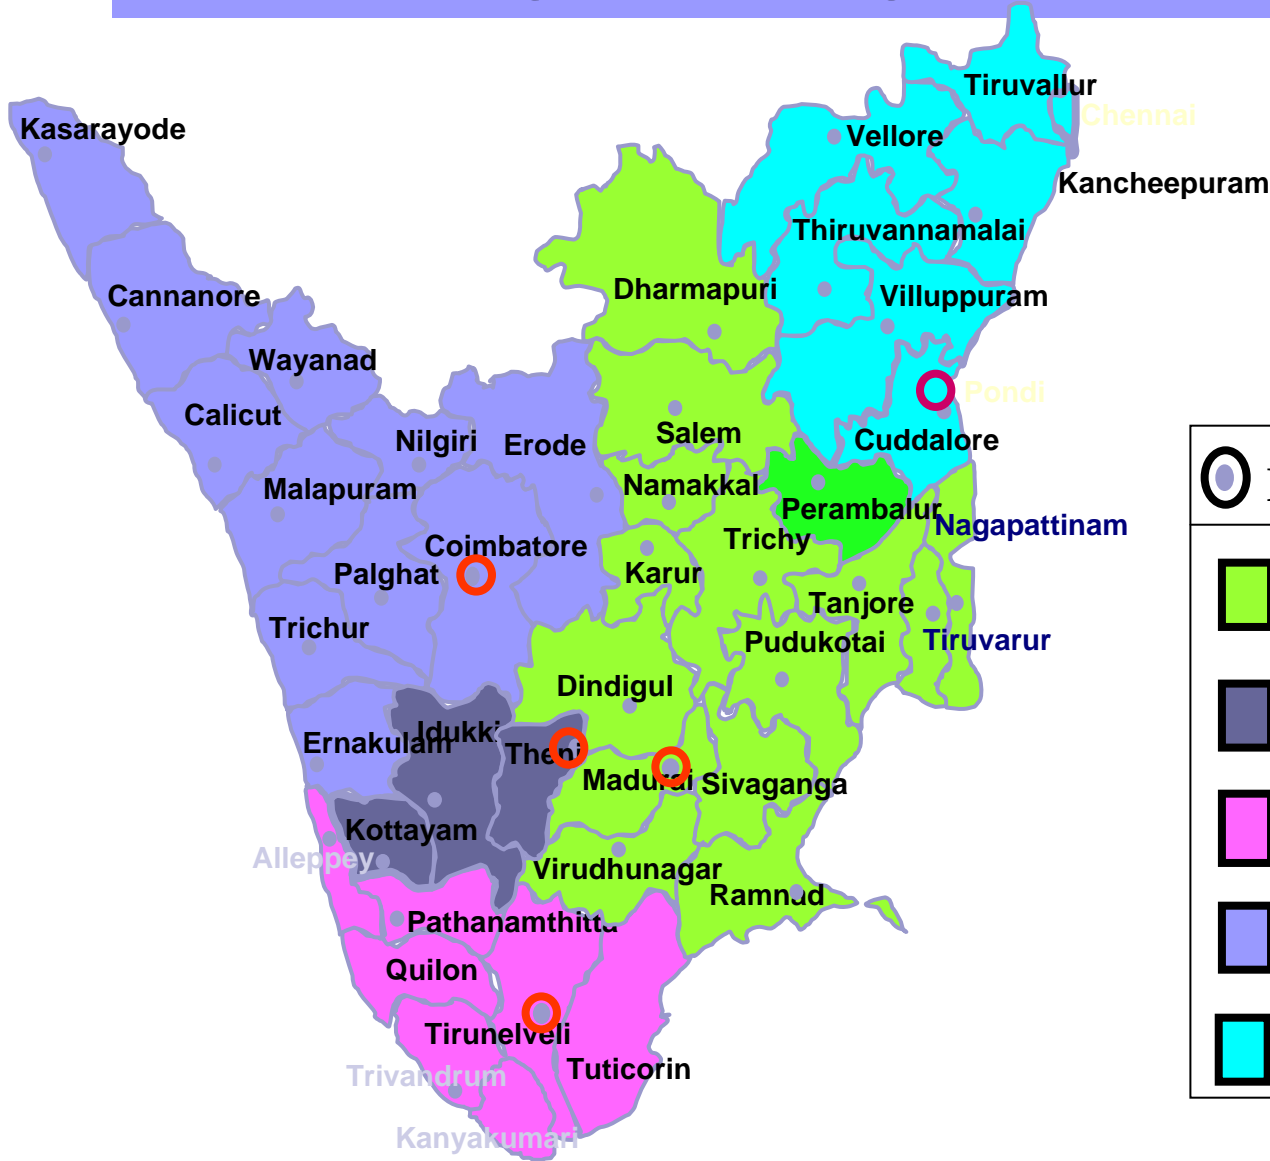 Tiruvallur
Chennai
Kasarayode
Vellore
Kancheepuram
Thiruvannamalai
Dharmapuri
Cannanore
Villuppuram
Wayanad
Pondi
Calicut
Nilgiri
Erode
Salem
Cuddalore
Malapuram
Namakkal
Perambalur
Nagapattinam
Trichy
Coimbatore
Palghat
Karur
Tanjore
Trichur
Pudukotai
Tiruvarur
Dindigul
Idukki
Ernakulam
Theni
Madurai
Sivaganga
Kottayam
Alleppey
Virudhunagar
Ramnad
Pathanamthitta
Quilon
Tirunelveli
Tuticorin
Trivandrum
Kanyakumari